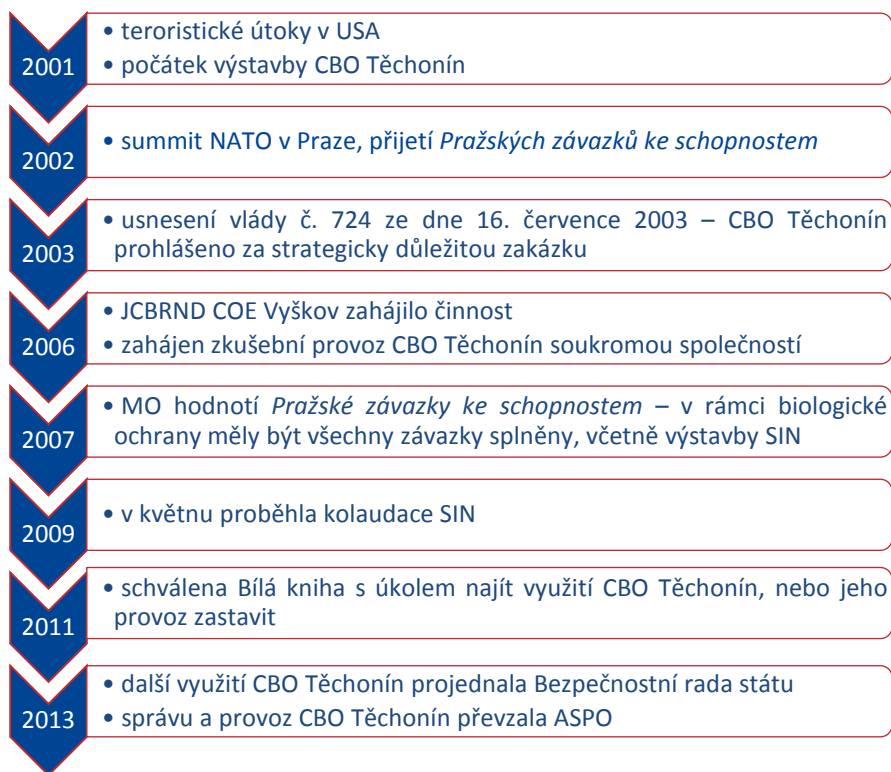 2001
• teroristické útoky v USA
• počátek výstavby CBO Těchonín
2002
• summit NATO v Praze, přijetí Pražských závazků ke schopnostem
2003
• usnesení vlády č. 724 ze dne 16. července 2003 – CBO Těchonín
prohlášeno za strategicky důležitou zakázku
2006
• JCBRND COE Vyškov zahájilo činnost
• zahájen zkušební provoz CBO Těchonín soukromou společností
2007
• MO hodnotí Pražské závazky ke schopnostem – v rámci biologické
ochrany měly být všechny závazky splněny, včetně výstavby SIN
2009
• v květnu proběhla kolaudace SIN
2011
• schválena Bílá kniha s úkolem najít využití CBO Těchonín, nebo jeho
provoz zastavit
2013
• další využití CBO Těchonín projednala Bezpečnostní rada státu
• správu a provoz CBO Těchonín převzala ASPO